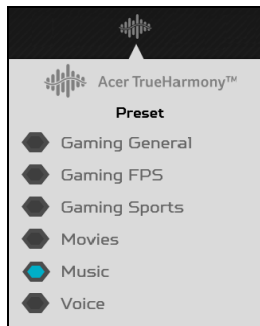 Acer TrueHarmony™
Preset
Gaming General
Gaming FPS
Gaming Sports
Movies
Music
Voice